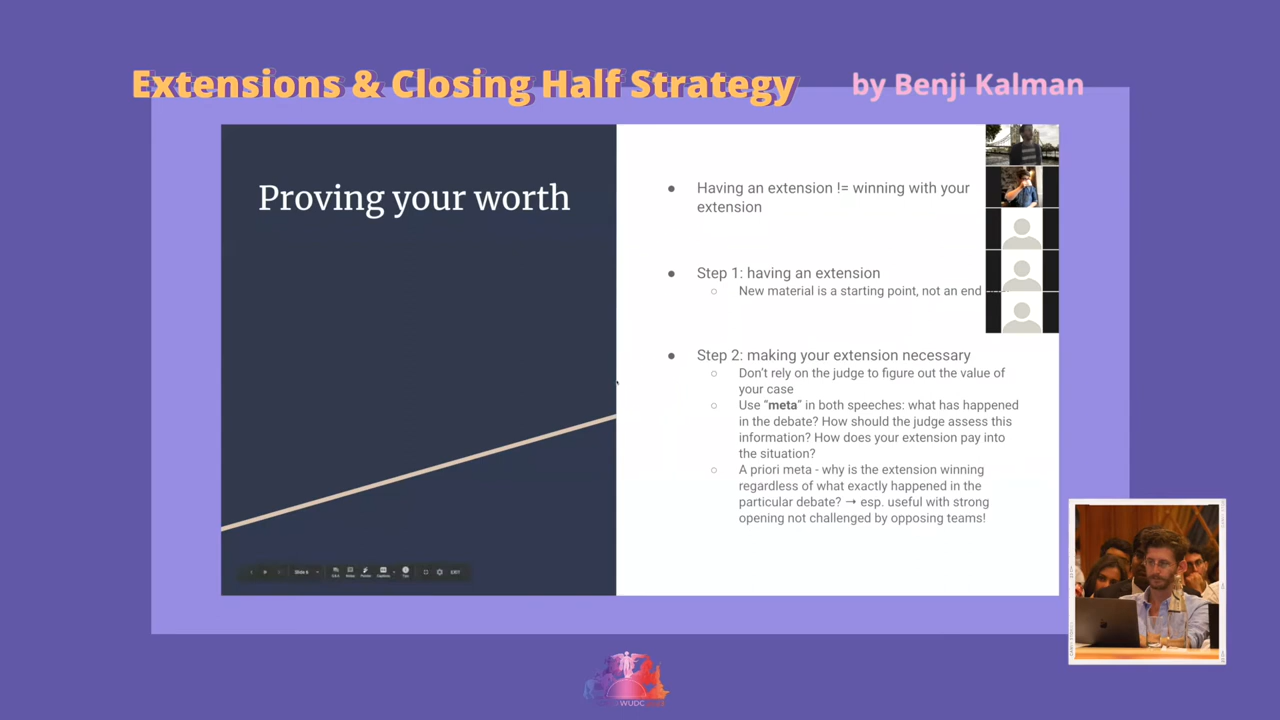 Extensions & Closing Half Strategy
by Benji Kalman
Proving your worth
● Having an extension != winning with your
extension
● Step 1: having an extension
○ New material is a starting point, not an end
● Step 2: making your extension necessary
○ Don't rely on the judge to figure out the value of
your case
○ Use “meta” in both speeches: what has happened
in the debate? How should the judge assess this
information? How does your extension pay into
the situation?
○ A priori meta - why is the extension winning
regardless of what exactly happened in the
particular debate? → esp. useful with strong
opening not challenged by opposing teams!
Slide 6
EXIT
WUDC